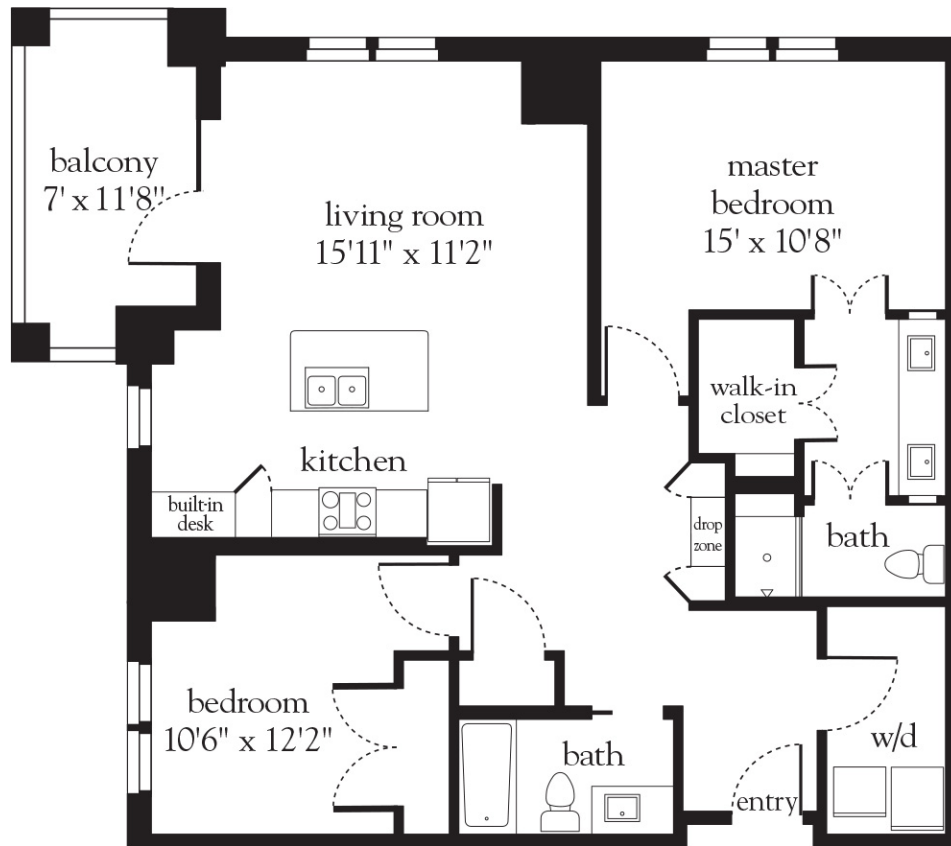 balcony
7' x 11'8"
living room
15'11" x 11'2"
master
bedroom
15' x 10'8"
walk-in
closet
kitchen
built-in
desk
drop
zone
bath
bedroom
10'6" x 12'2"
bath
w/d
entry